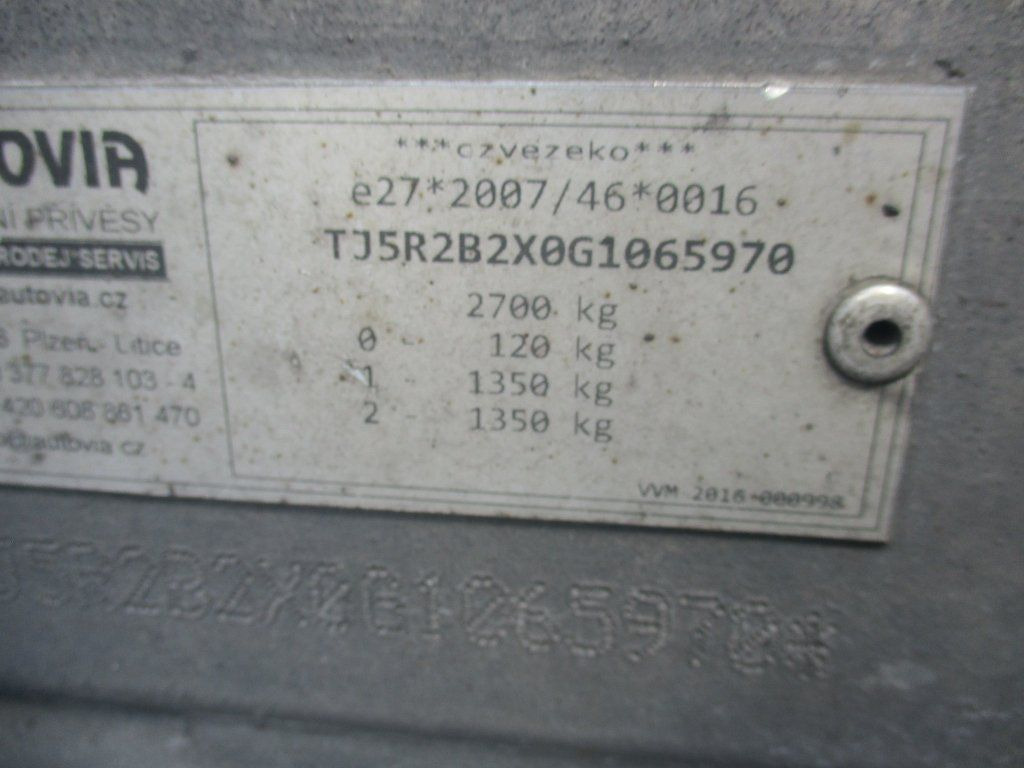 OVIA
NÍ PŘÍVĚSY
RODEJ*SERVIS
autovia.cz
8 Plzeň - Litice
377 828 103 - 4
420 608 881 470
@autovia.cz
***czvezeko***
e27*2007/46*0016
TJ5R2B2X0G1065970
2700 kg
0 - 120 kg
1 - 1350 kg
2 - 1350 kg
VVM 2016-000998
J5R2B2X0G1065970*